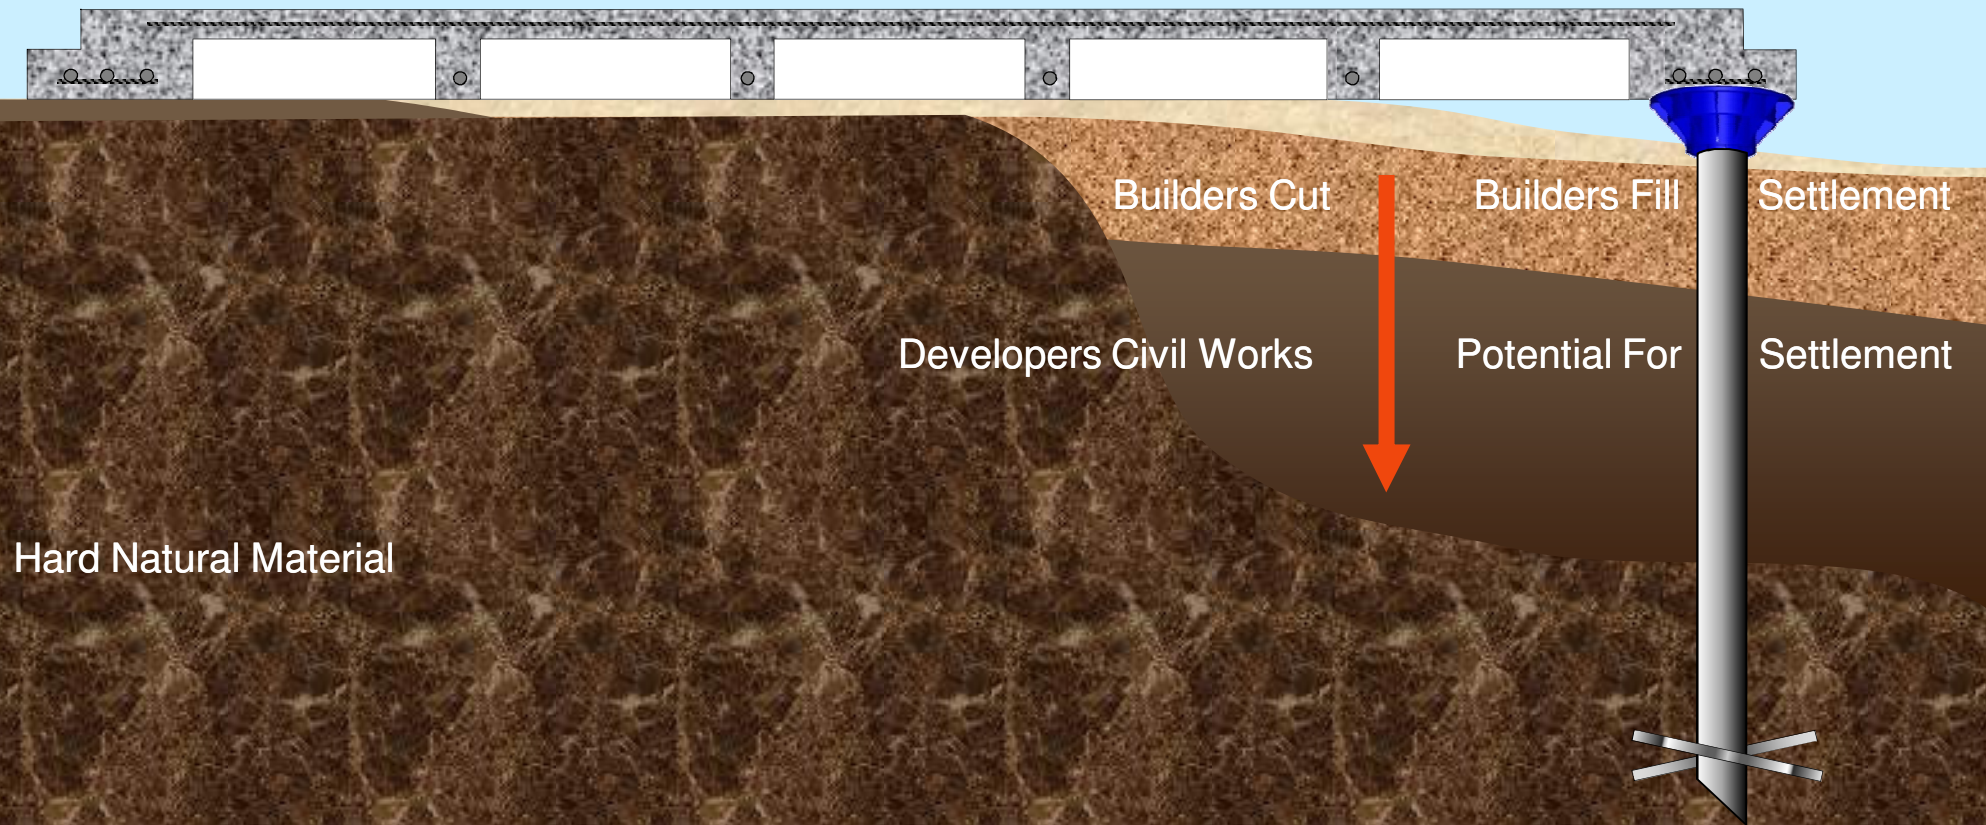 Builders Cut Builders Fill Settlement
Developers Civil Works Potential For Settlement
Hard Natural Material